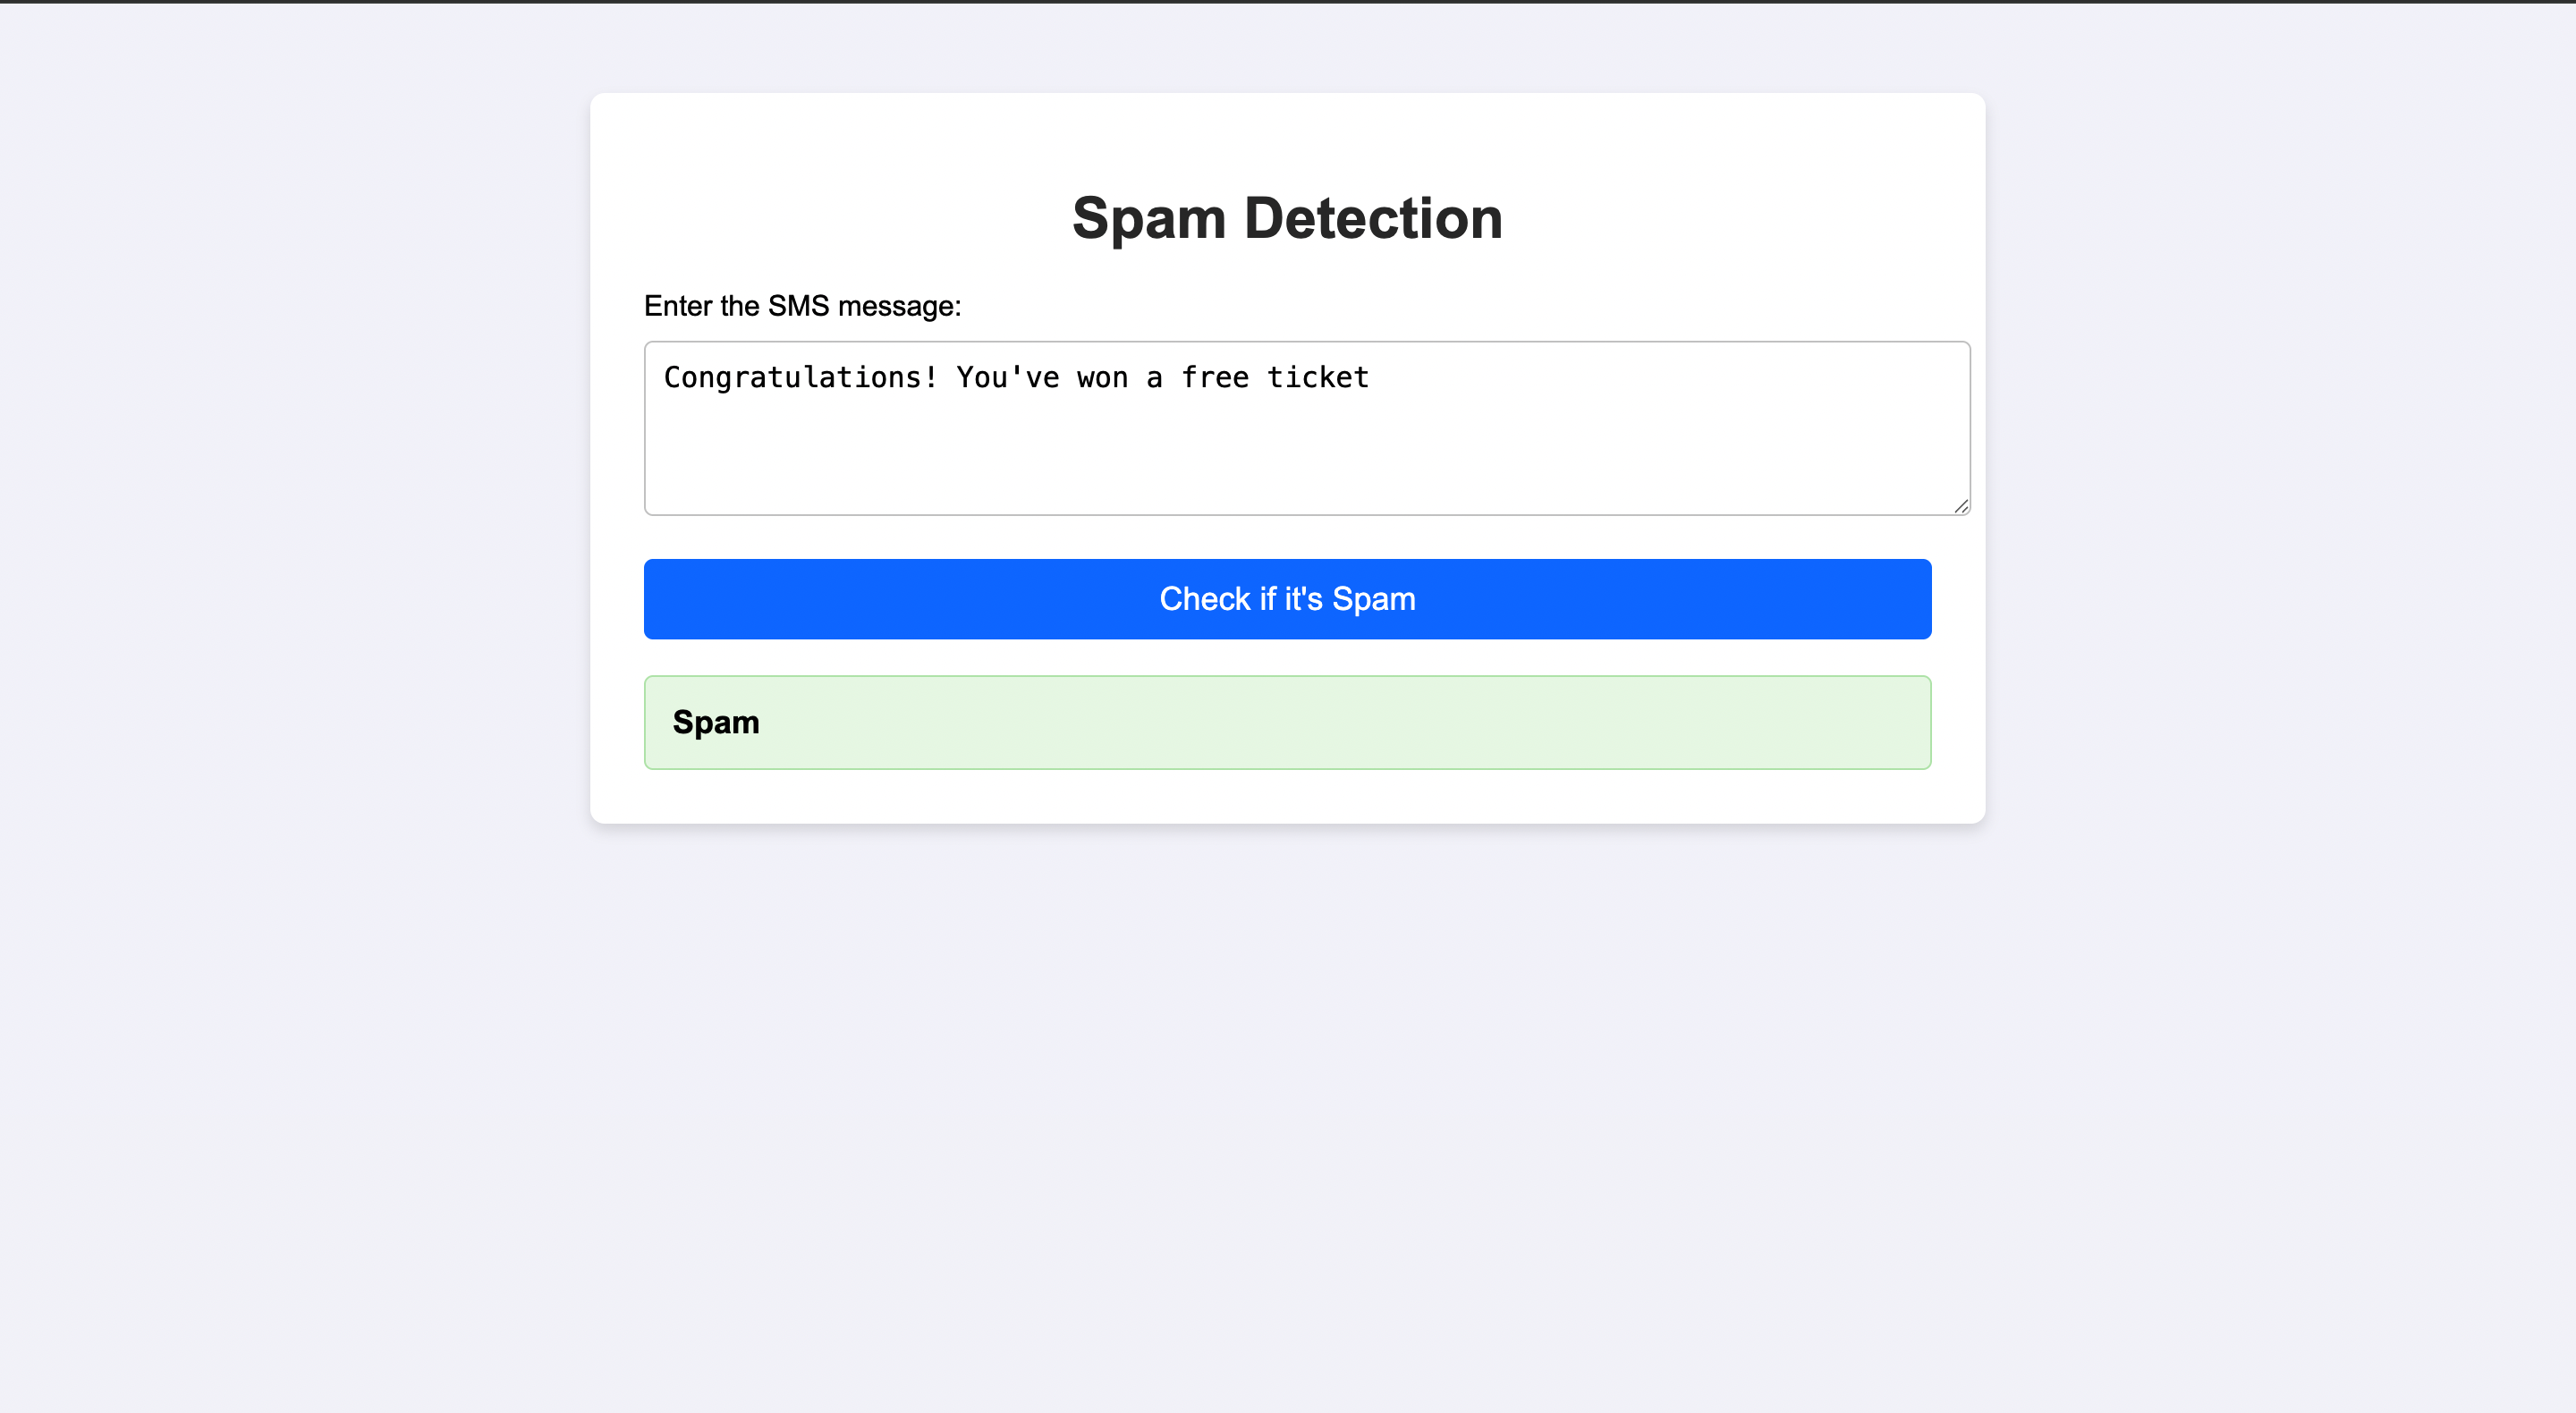 Spam Detection
Enter the SMS message:
Congratulations! You've won a free ticket
Check if it's Spam
Spam